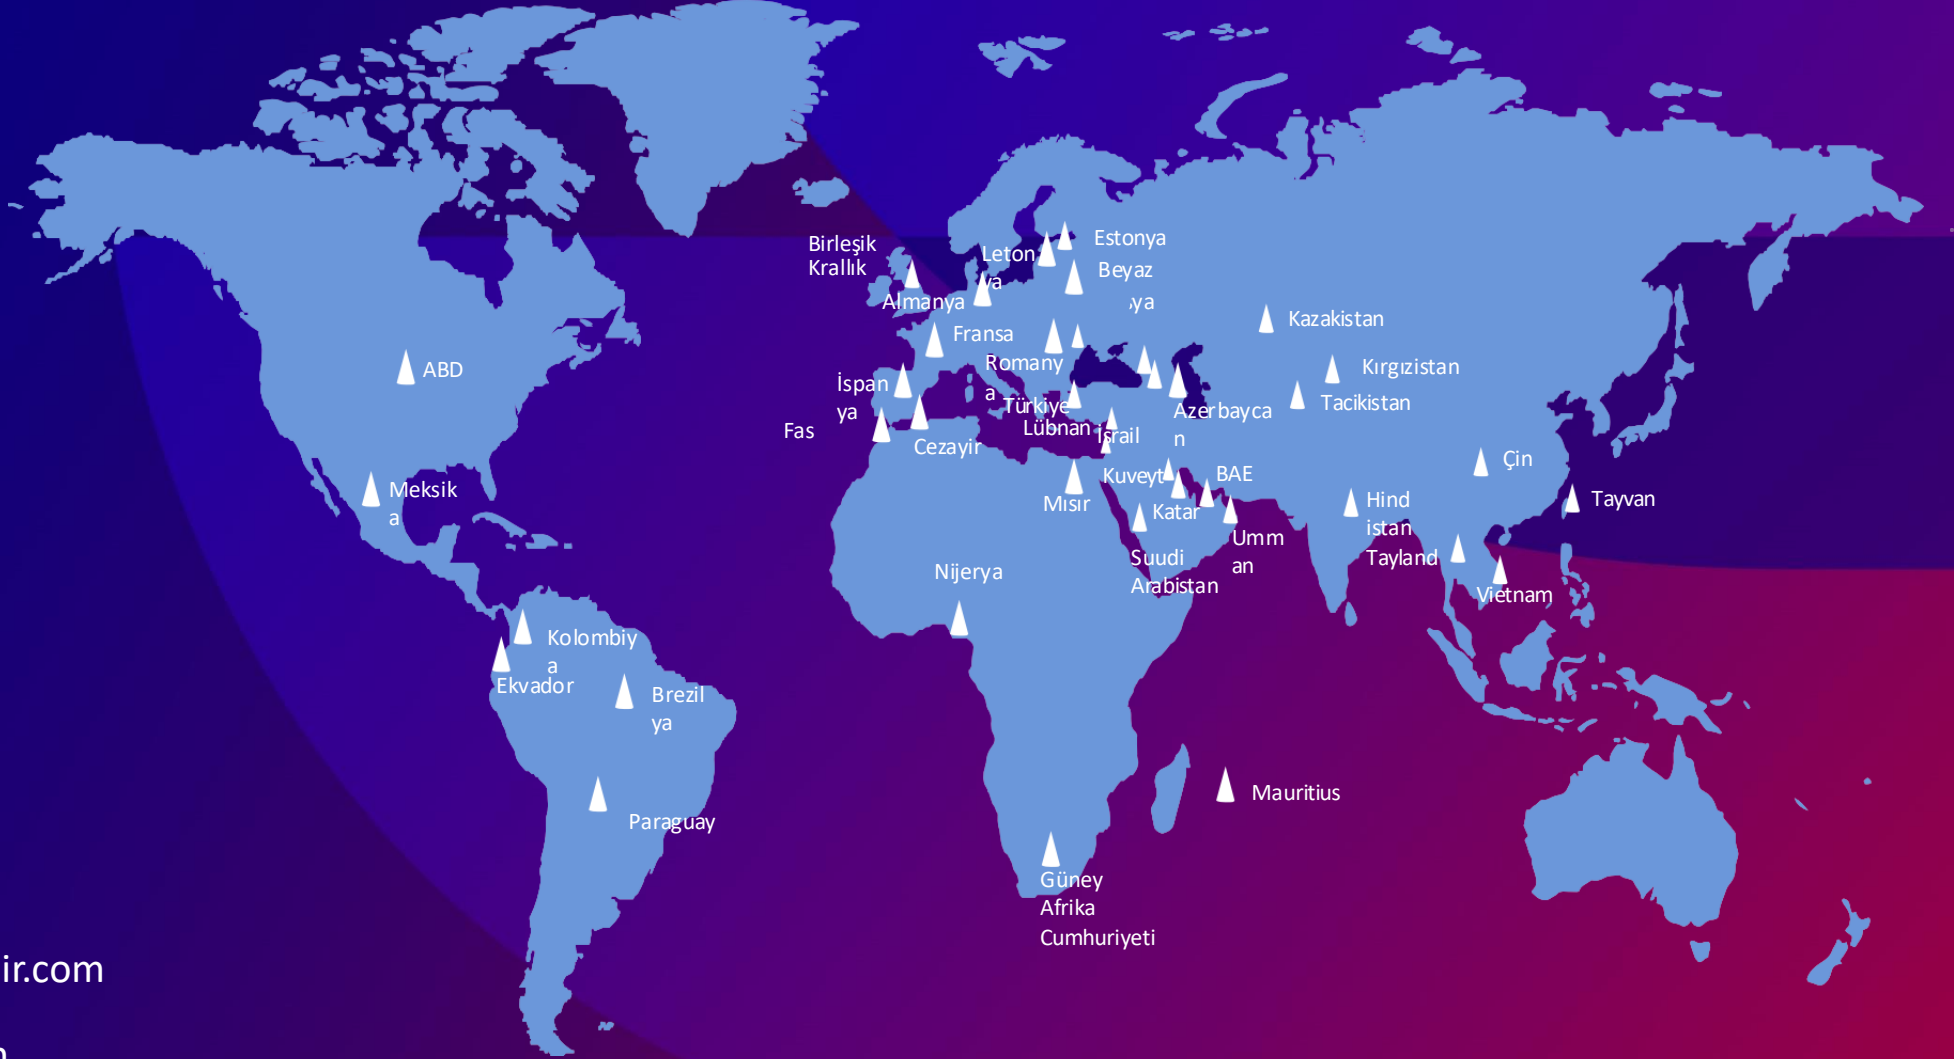 Birleşik
Krallık
Leton
ya
Estonya
Beyaz
ya
Almanya
Fransa
Romany
a
İspan
ya
Türkiye
Lübnan
İsrail
Azerbayca
n
Kazakistan
Kırgızistan
Tacikistan
ABD
Meksik
a
Fas
Cezayir
Mısır
Kuveyt
BAE
Katar
Umm
an
Suudi
Arabistan
Çin
Tayvan
Hind
istan
Tayland
Vietnam
Nijerya
Kolombiy
a
Ekvador
Brezil
ya
Paraguay
Mauritius
Güney
Afrika
Cumhuriyeti
ir.com